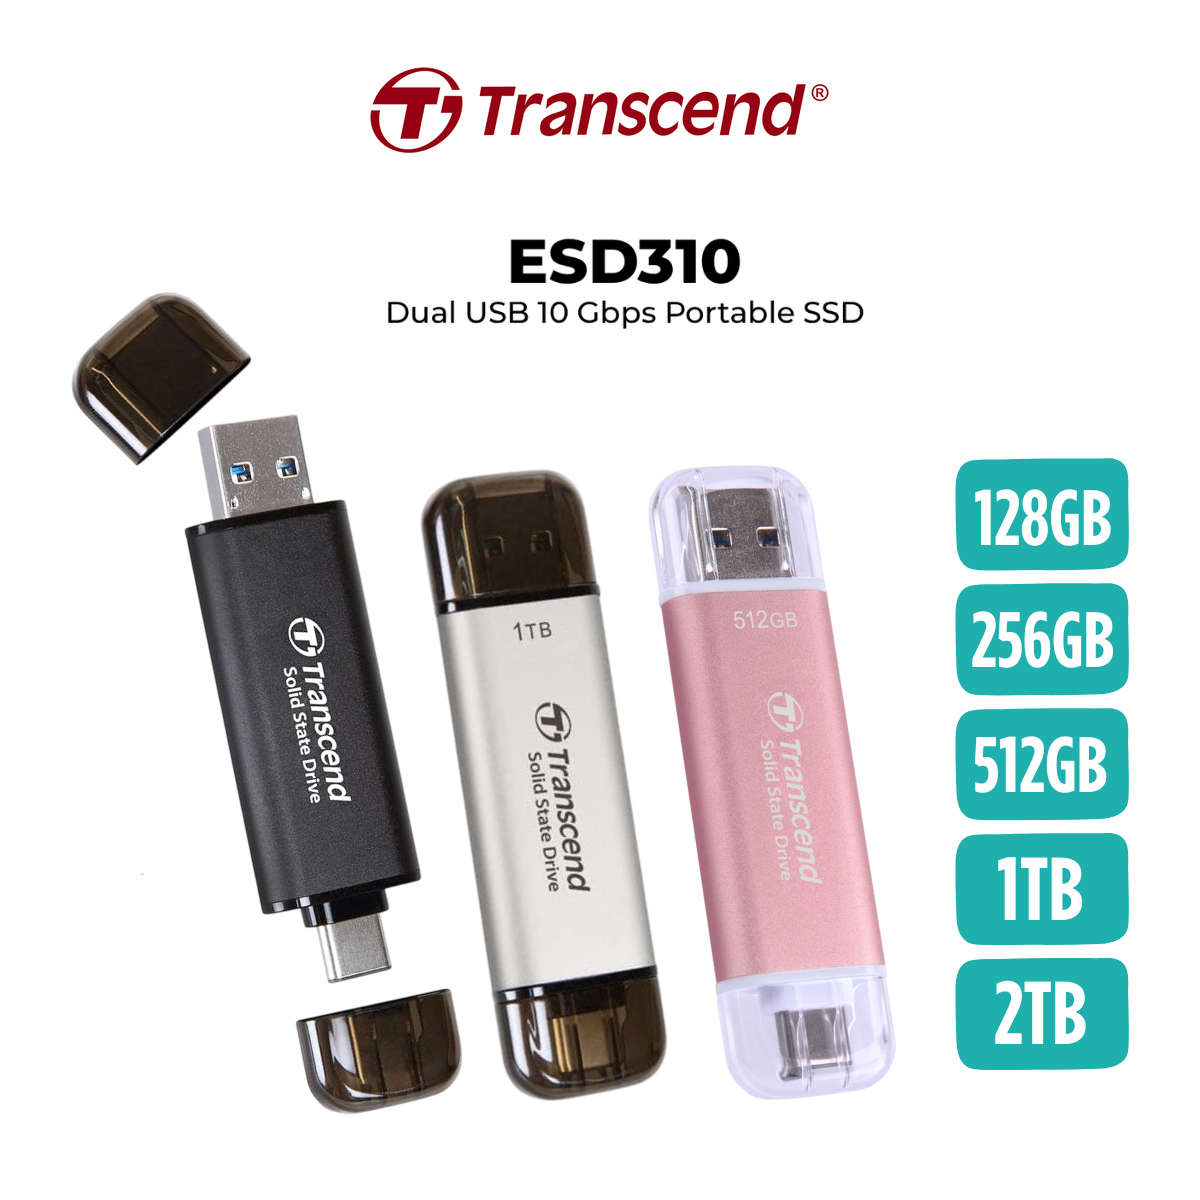 Transcend®
ESD310
Dual USB 10 Gbps Portable SSD
Transcend
Solid State Drive
1TB
Transcend
Solid State Drive
512GB
Transcend
Solid State Drive
128GB
256GB
512GB
1TB
2TB